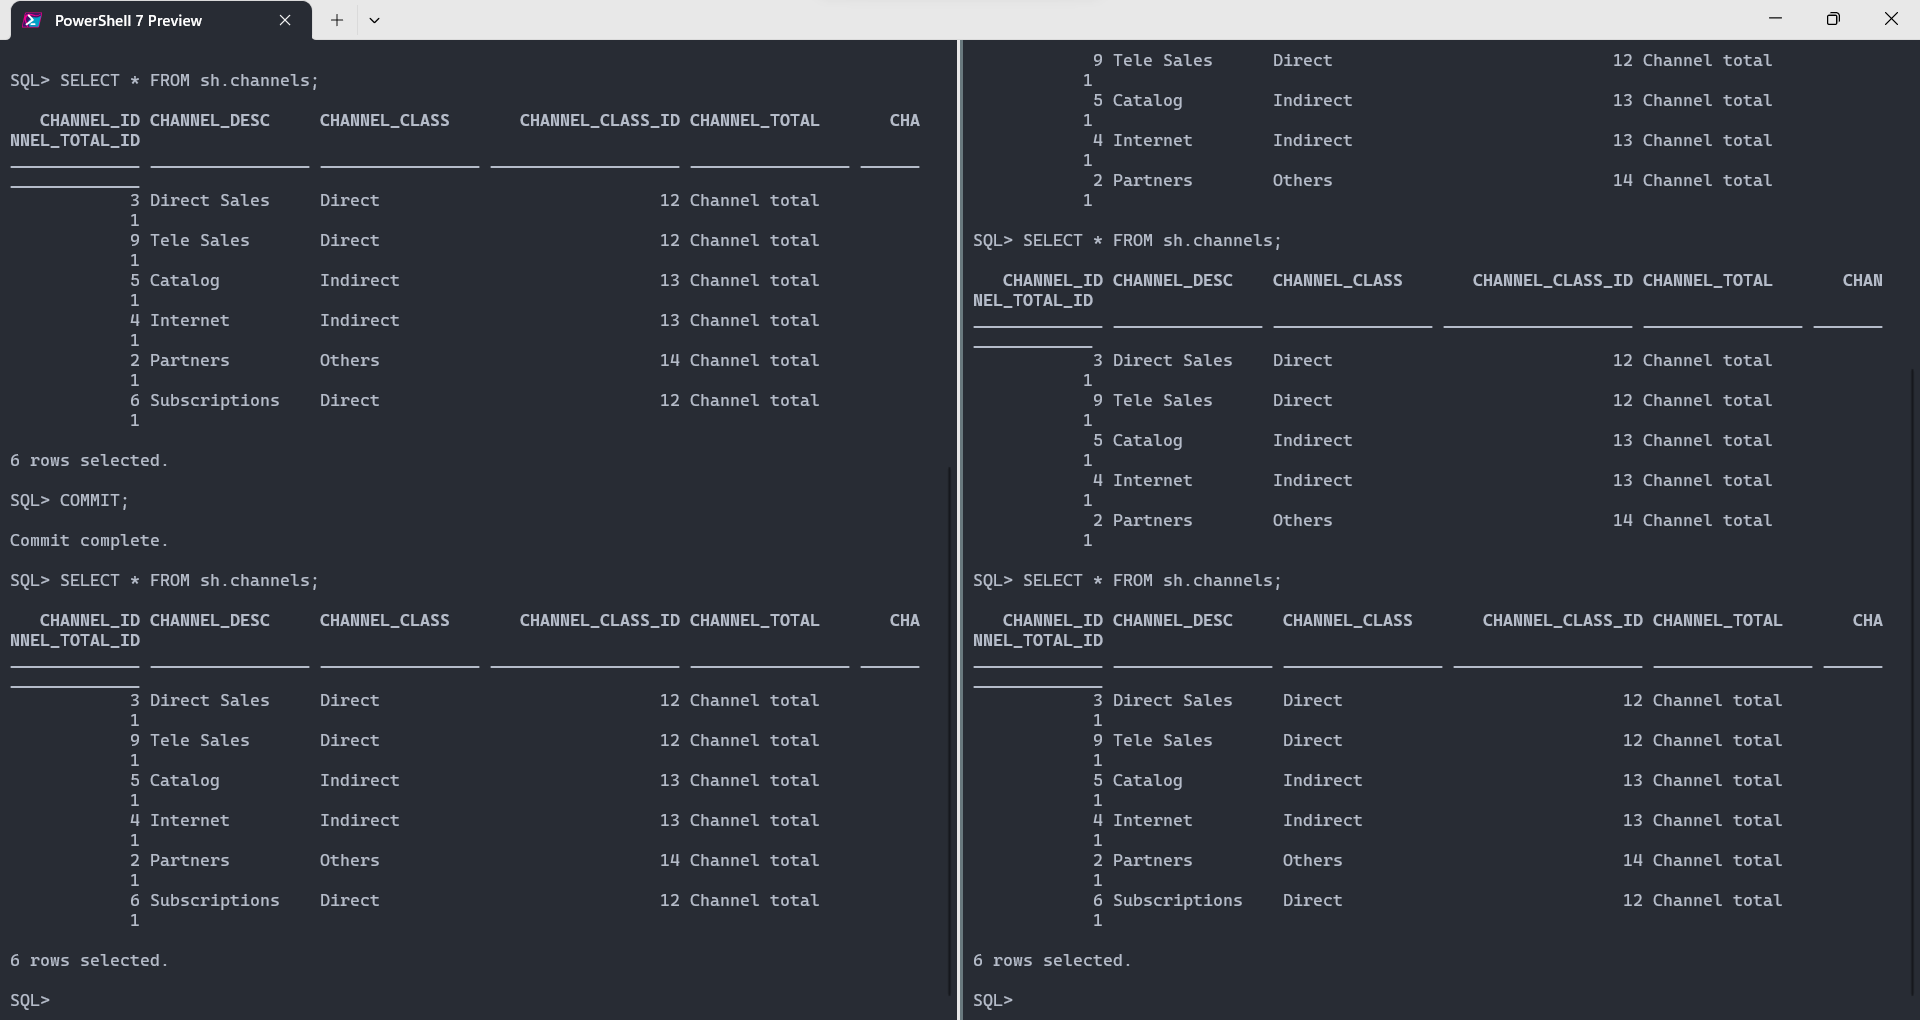 PowerShell 7 Preview
SQL> SELECT * FROM sh.channels;
CHANNEL_ID CHANNEL_DESC CHANNEL_CLASS CHANNEL_CLASS_ID CHANNEL_TOTAL CHA
NNEL_TOTAL_ID
3 Direct Sales Direct 12 Channel total
1
9 Tele Sales Direct 12 Channel total
1
5 Catalog Indirect 13 Channel total
1
4 Internet Indirect 13 Channel total
1
2 Partners Others 14 Channel total
1
6 Subscriptions Direct 12 Channel total
1
6 rows selected.
SQL> COMMIT;
Commit complete.
SQL> SELECT * FROM sh.channels;
CHANNEL_ID CHANNEL_DESC CHANNEL_CLASS CHANNEL_CLASS_ID CHANNEL_TOTAL CHA
NNEL_TOTAL_ID
3 Direct Sales Direct 12 Channel total
1
9 Tele Sales Direct 12 Channel total
1
5 Catalog Indirect 13 Channel total
1
4 Internet Indirect 13 Channel total
1
2 Partners Others 14 Channel total
1
6 Subscriptions Direct 12 Channel total
1
6 rows selected.
SQL>
9 Tele Sales Direct 12 Channel total
1
5 Catalog Indirect 13 Channel total
1
4 Internet Indirect 13 Channel total
1
2 Partners Others 14 Channel total
1
SQL> SELECT * FROM sh.channels;
CHANNEL_ID CHANNEL_DESC CHANNEL_CLASS CHANNEL_CLASS_ID CHANNEL_TOTAL CHAN
NEL_TOTAL_ID
3 Direct Sales Direct 12 Channel total
1
9 Tele Sales Direct 12 Channel total
1
5 Catalog Indirect 13 Channel total
1
4 Internet Indirect 13 Channel total
1
2 Partners Others 14 Channel total
1
SQL> SELECT * FROM sh.channels;
CHANNEL_ID CHANNEL_DESC CHANNEL_CLASS CHANNEL_CLASS_ID CHANNEL_TOTAL CHA
NNEL_TOTAL_ID
3 Direct Sales Direct 12 Channel total
1
9 Tele Sales Direct 12 Channel total
1
5 Catalog Indirect 13 Channel total
1
4 Internet Indirect 13 Channel total
1
2 Partners Others 14 Channel total
1
6 Subscriptions Direct 12 Channel total
1
6 rows selected.
SQL>